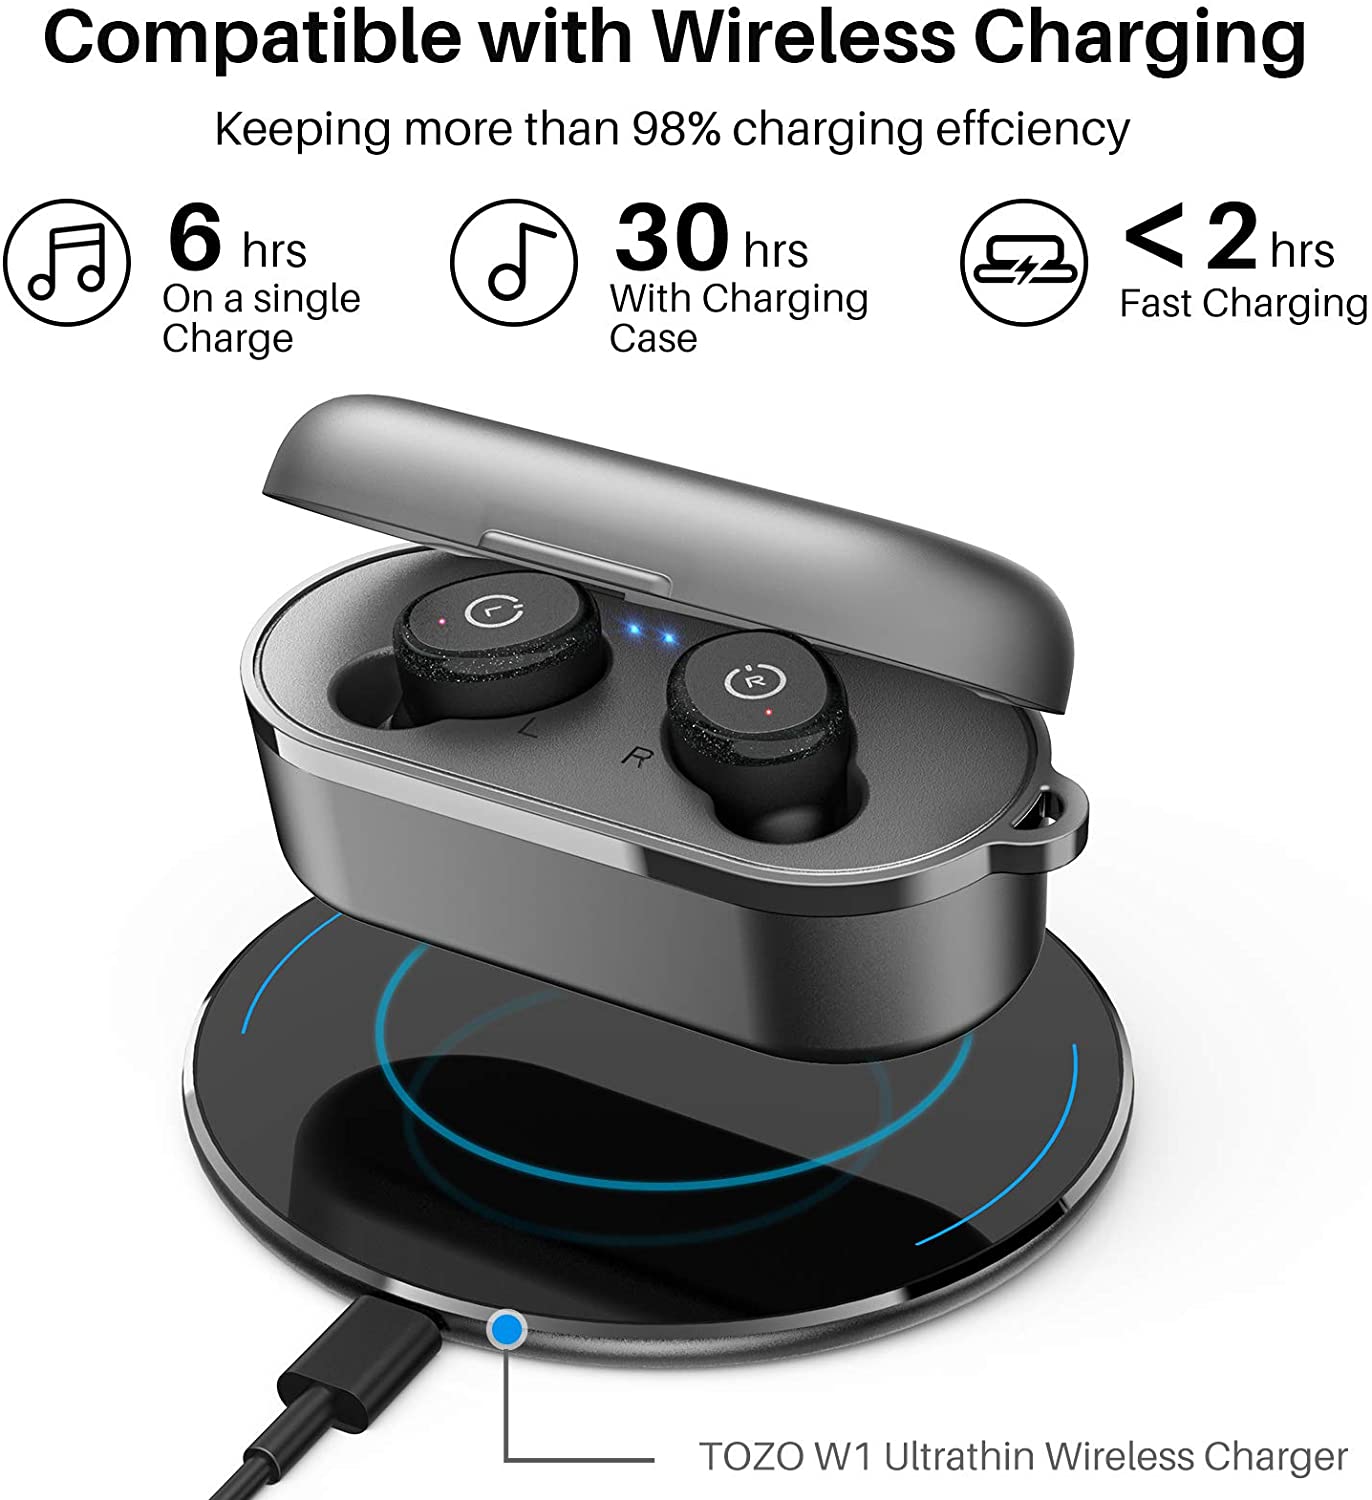 Compatible with Wireless Charging
Keeping more than 98% charging effciency
6 hrs
On a single
Charge
30 hrs
With Charging
Case
< 2 hrs
Fast Charging
L
R
L
R
TOZO W1 Ultrathin Wireless Charger